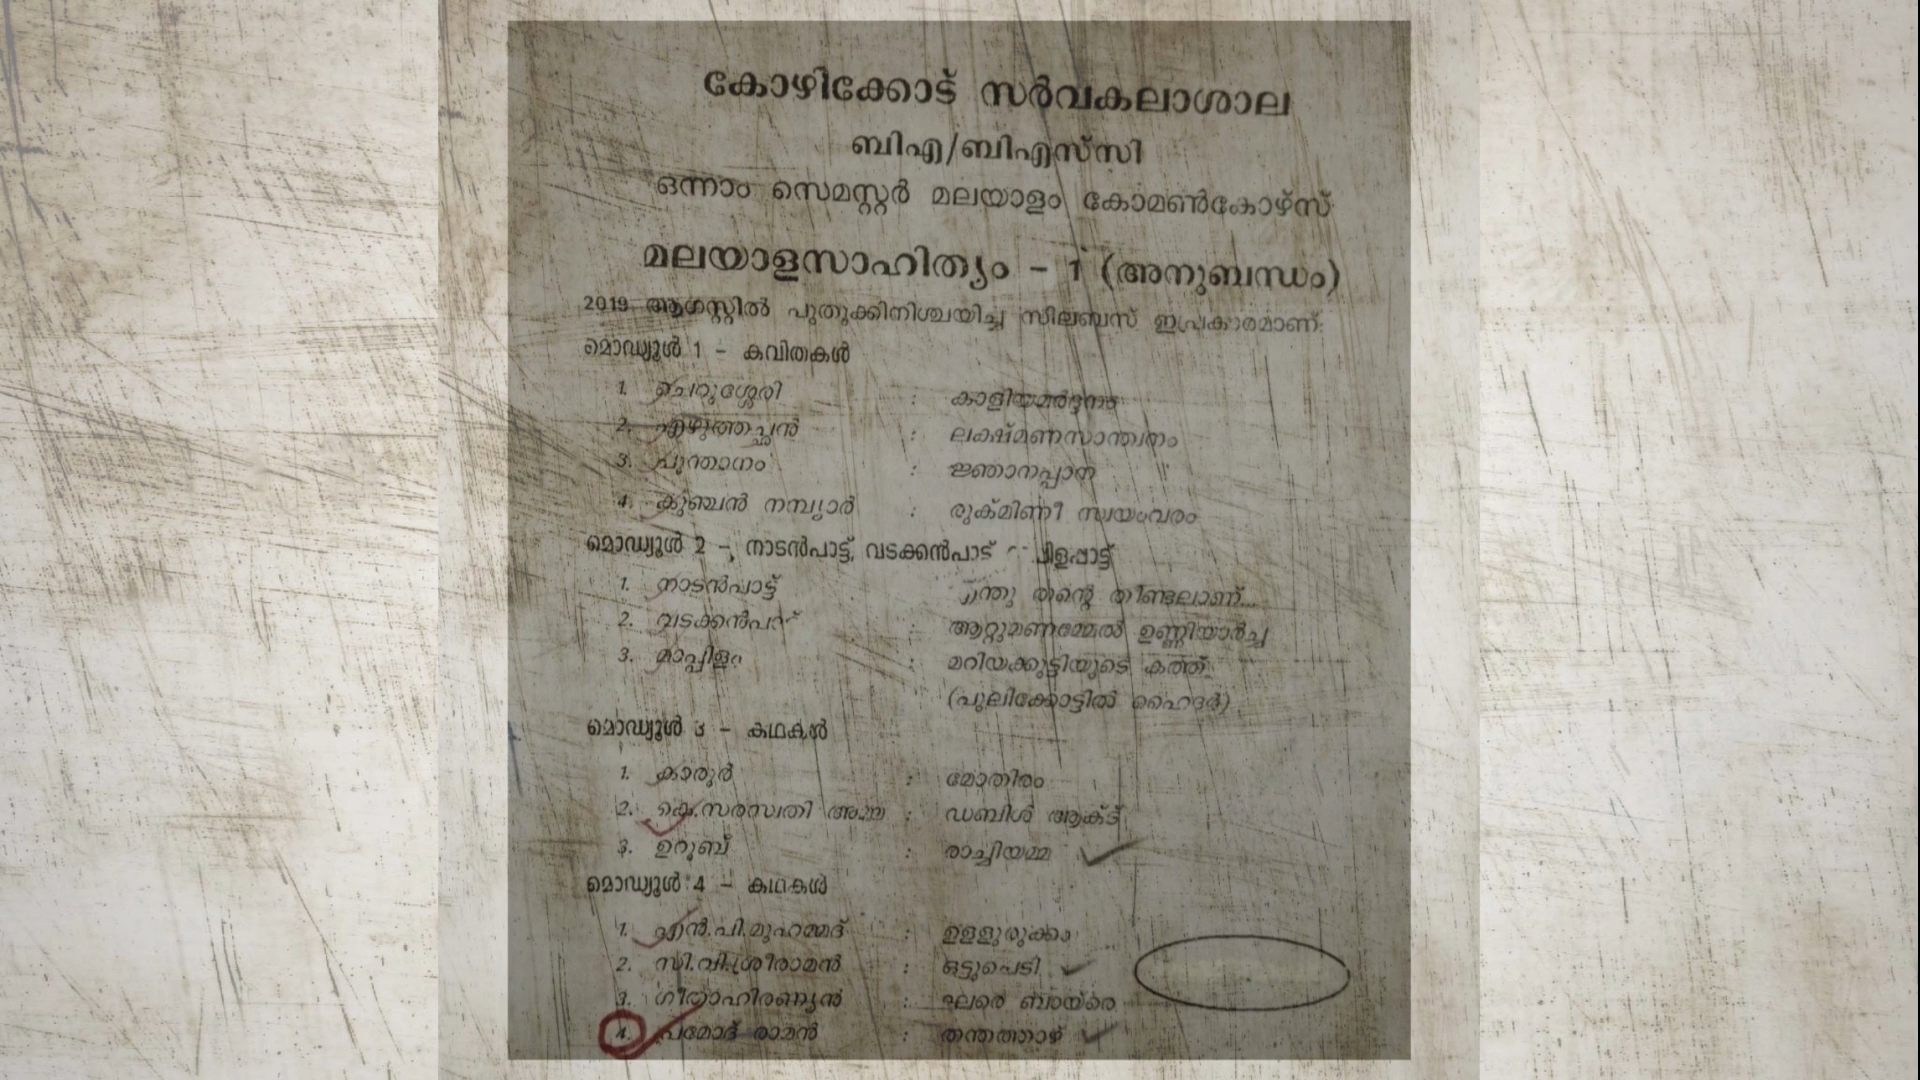 കോഴിക്കോട് സർവകലാശാല
ബിഎ/ബിഎസ്‌സി
ഒന്നാം സെമസ്റ്റർ മലയാളം കോമൺകോഴ്സ്
മലയാളസാഹിത്യം - 1 (അനുബന്ധം)
2019 ആഗസ്റ്റിൽ പുതുക്കിനിശ്ചയിച്ച സിലബസ് ഇപ്രകാരമാണ്:
മൊഡ്യൂൾ 1 - കവിതകൾ
1. ചെറുശ്ശേരി : കാളിയമർദ്ദനം
2. എഴുത്തച്ഛൻ : ലക്ഷ്മണസാന്ത്വനം
3. പൂന്താനം : ജ്ഞാനപ്പാന
4. കുഞ്ചൻ നമ്പ്യാർ : രുക്മിണീ സ്വയംവരം
മൊഡ്യൂൾ 2 - നാടൻപാട്ട്, വടക്കൻപാട്
1. നാടൻപാട്ട് തന്റെ തീണ്ടലാണ്...
2. : ആറ്റുമണമ്മേൽ ഉണ്ണിയാർച്ച
3. : മറിയക്കുട്ടിയുടെ കത്ത്
(പുലിക്കോട്ടിൽ ഹൈദർ)
മൊഡ്യൂൾ 3 - കഥകൾ
1. കാരൂർ : മോതിരം
2. കെ.സരസ്വതി അമ്മ : ഡബിൾ ആക്ട്
3. ഉറൂബ് : രാച്ചിയമ്മ
മൊഡ്യൂൾ 4 - കഥകൾ
1. എൻ.പി.മുഹമ്മദ് : ഉള്ളുരുക്കം
2. സി.വി.ശ്രീരാമൻ : ഒട്ടുപെടി
3. ഗീതാഹിരണ്യൻ :
4. പ്രമോദ് രാമൻ : തന്തത്താഴ്